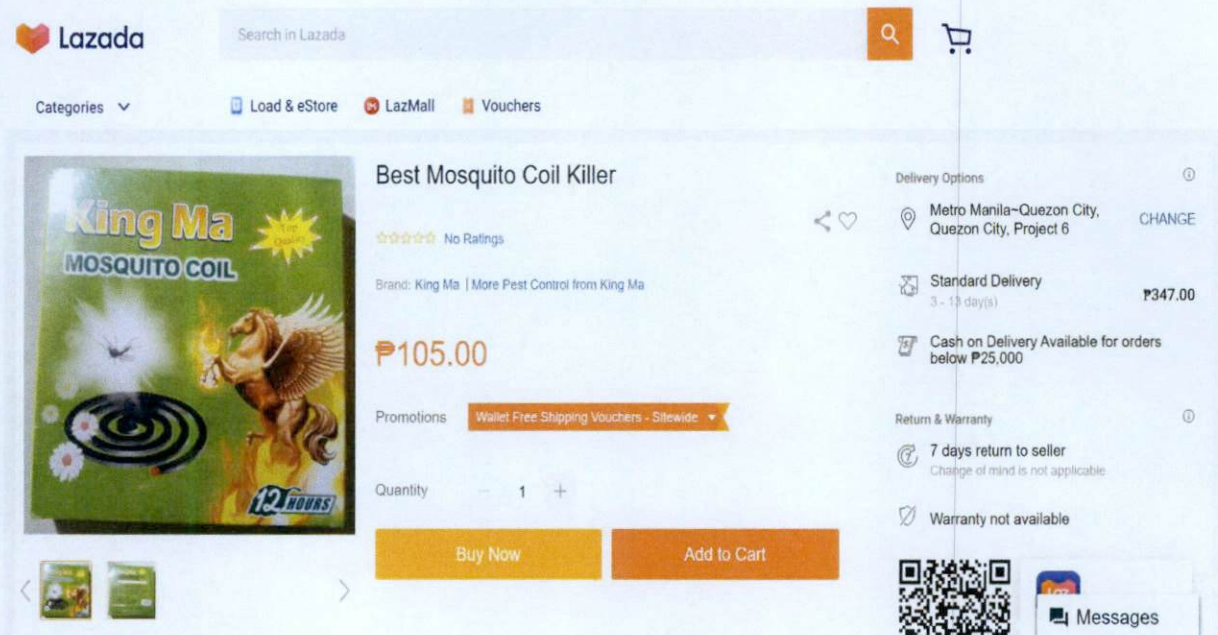 Lazada
Search in Lazada
Categories
Load & eStore
LazMall
Vouchers
King Ma
Top Quality
MOSQUITO COIL
12 HOURS
Best Mosquito Coil Killer
No Ratings
Brand: King Ma | More Pest Control from King Ma
₱105.00
Promotions
Wallet Free Shipping Vouchers - Sitewide
Quantity
− 1 +
Buy Now
Add to Cart
Delivery Options
Metro Manila~Quezon City,
Quezon City, Project 6
CHANGE
Standard Delivery
₱347.00
3 - 13 day(s)
Cash on Delivery Available for orders
below ₱25,000
Return & Warranty
7 days return to seller
Change of mind is not applicable
Warranty not available
Messages